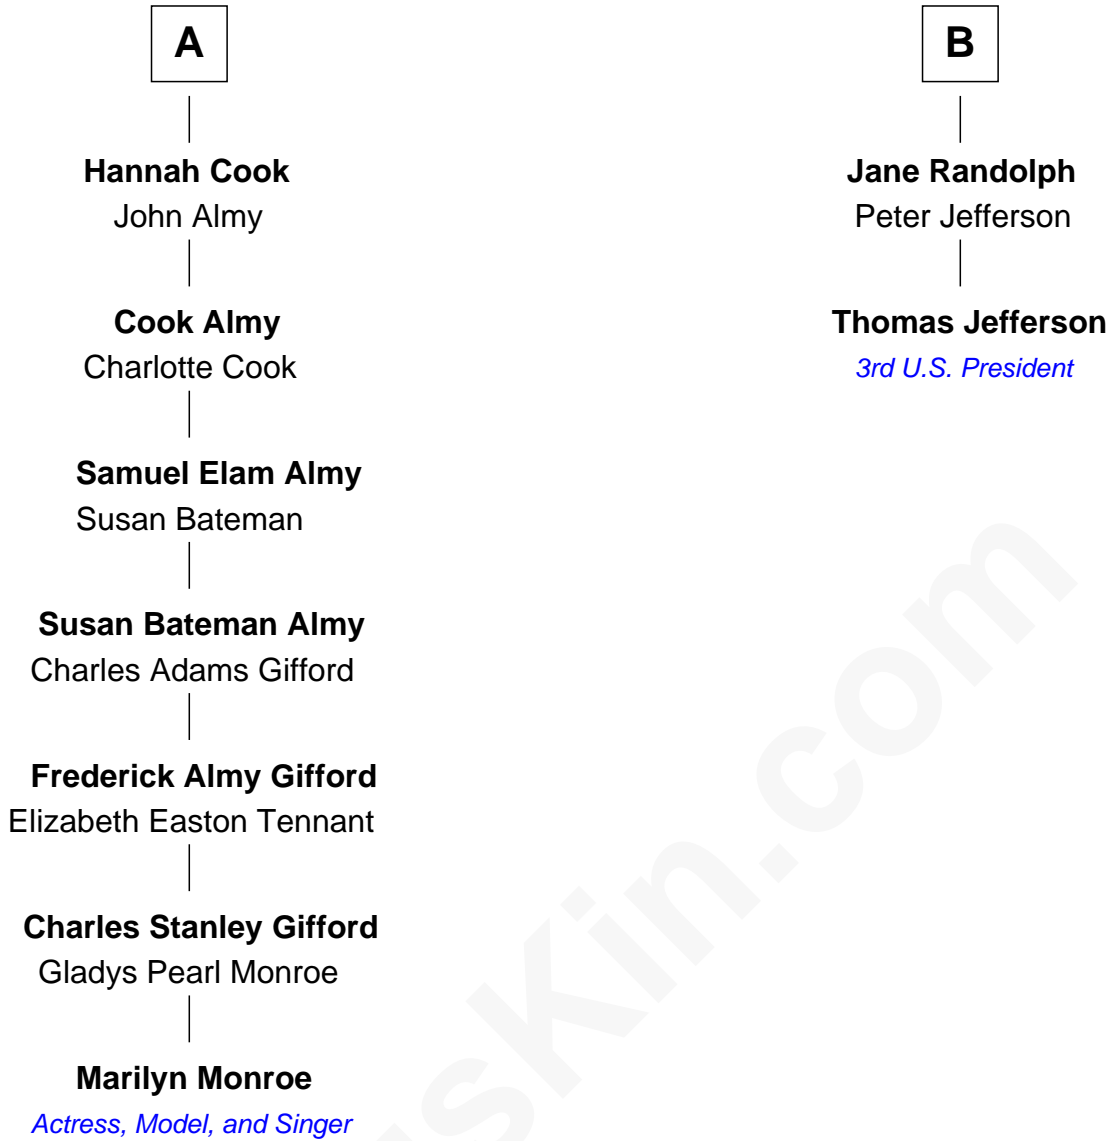 A
Hannah Cook
John Almy
Cook Almy
Charlotte Cook
Samuel Elam Almy
Susan Bateman
Susan Bateman Almy
Charles Adams Gifford
Frederick Almy Gifford
Elizabeth Easton Tennant
Charles Stanley Gifford
Gladys Pearl Monroe
Marilyn Monroe
Actress, Model, and Singer
B
Jane Randolph
Peter Jefferson
Thomas Jefferson
3rd U.S. President